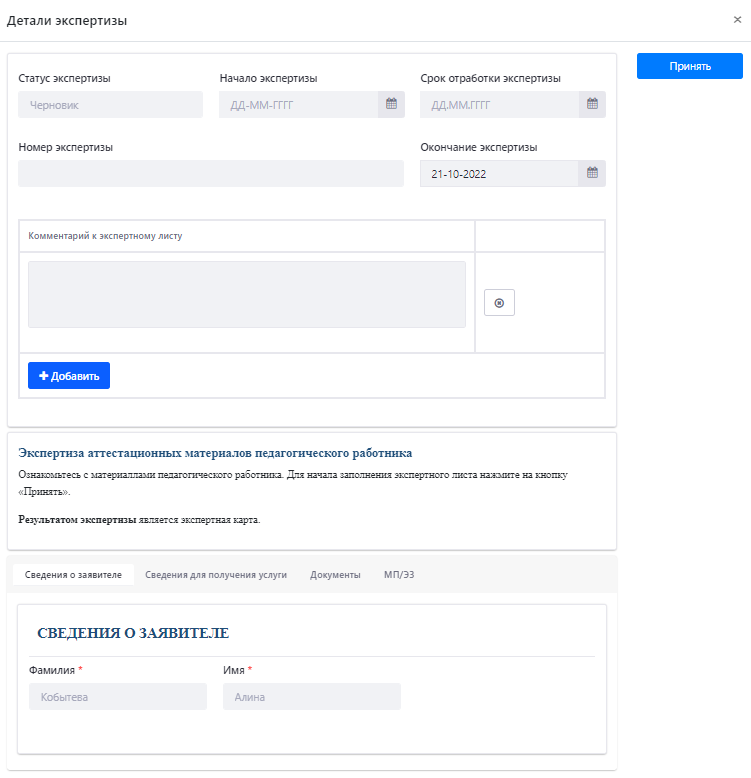 Детали экспертизы
×
Принять
Статус экспертизы
Начало экспертизы
Срок отработки экспертизы
Черновик
ДД-ММ-ГГГГ
ДД.ММ.ГГГГ
Номер экспертизы
Окончание экспертизы
21-10-2022
Комментарий к экспертному листу
+ Добавить
Экспертиза аттестационных материалов педагогического работника
Ознакомьтесь с материаллами педагогического работника. Для начала заполнения экспертного листа нажмите на кнопку
«Принять».
Результатом экспертизы является экспертная карта.
Сведения о заявителе
Сведения для получения услуги
Документы
МП/ЭЗ
СВЕДЕНИЯ О ЗАЯВИТЕЛЕ
Фамилия *
Имя *
Кобытева
Алина